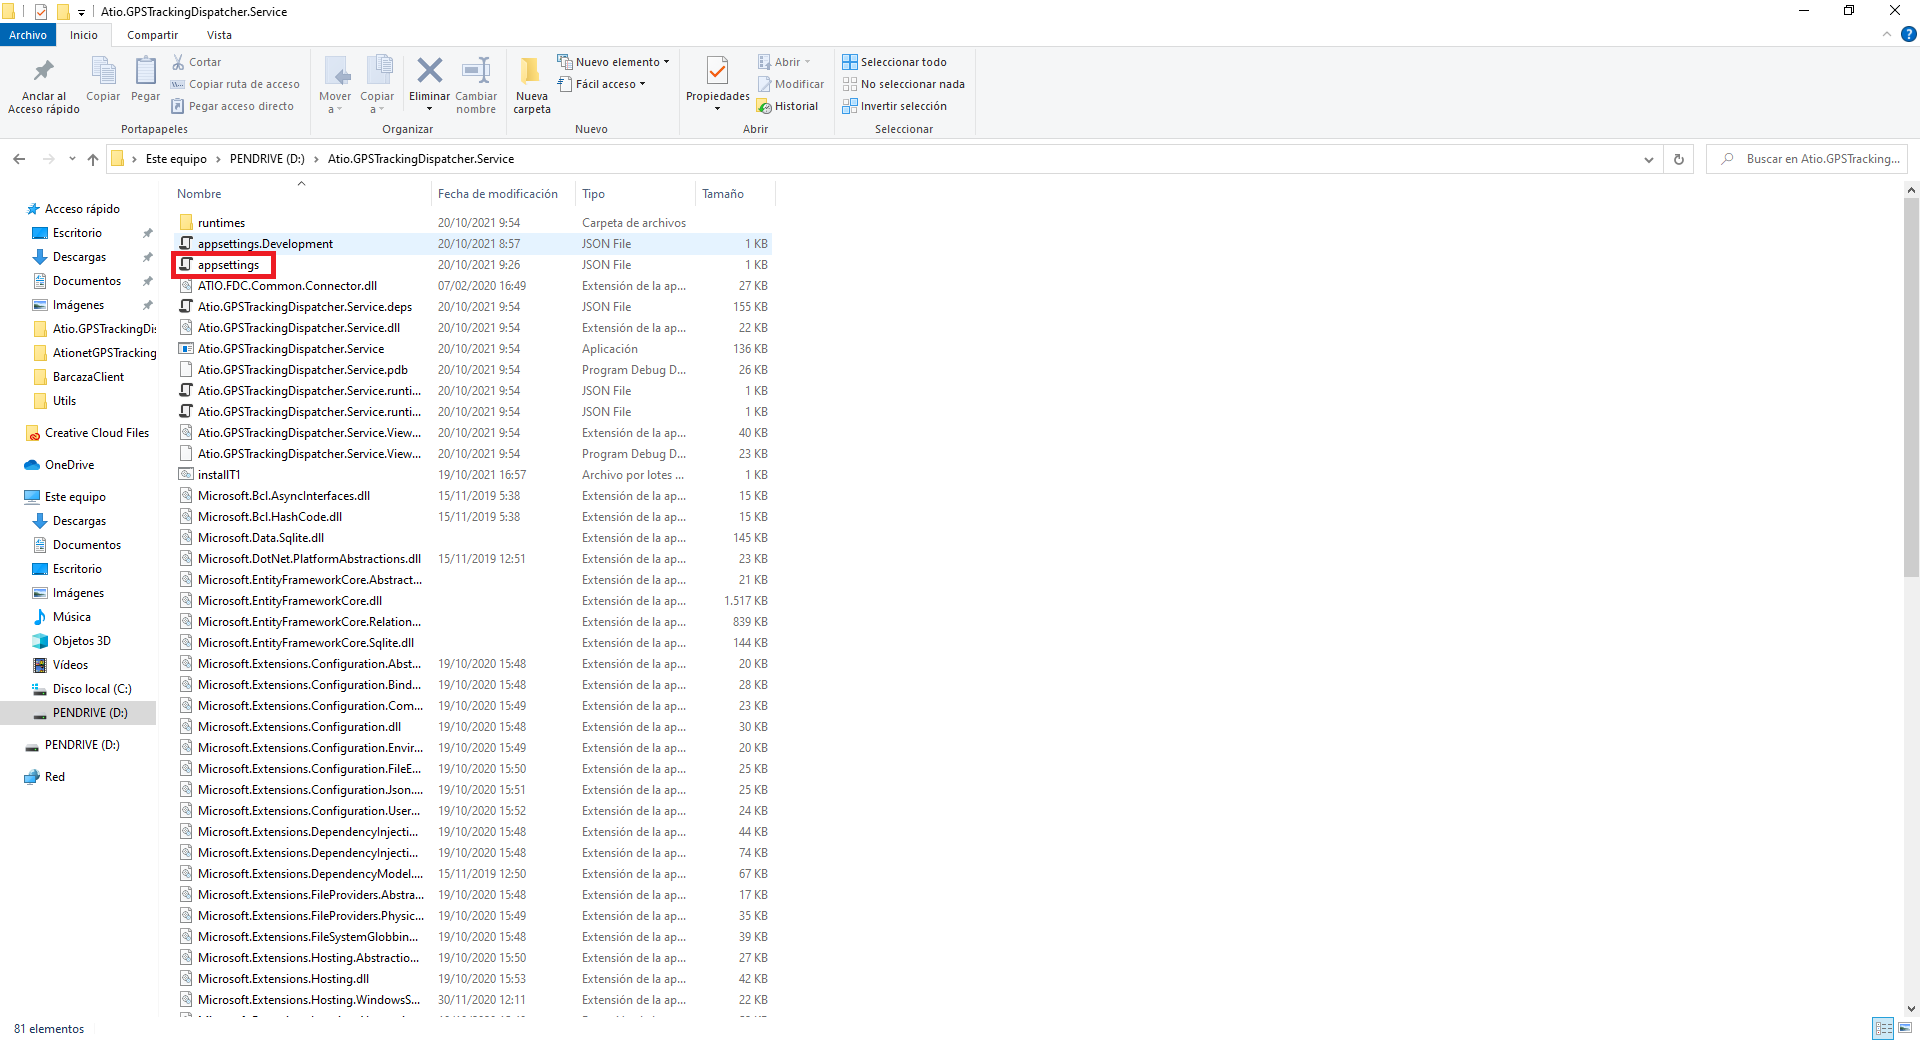 Atio.GPSTrackingDispatcher.Service
Archivo Inicio Compartir Vista
Anclar al Acceso rápido
Copiar
Pegar
Cortar
Copiar ruta de acceso
Pegar acceso directo
Portapapeles
Mover a
Copiar a
Eliminar
Cambiar nombre
Organizar
Nueva carpeta
Nuevo elemento
Fácil acceso
Nuevo
Propiedades
Abrir
Modificar
Historial
Abrir
Seleccionar todo
No seleccionar nada
Invertir selección
Seleccionar
Este equipo > PENDRIVE (D:) > Atio.GPSTrackingDispatcher.Service
Buscar en Atio.GPSTracking...
Acceso rápido
Escritorio
Descargas
Documentos
Imágenes
Atio.GPSTrackingDis
AtionetGPSTracking
BarcazaClient
Utils
Creative Cloud Files
OneDrive
Este equipo
Descargas
Documentos
Escritorio
Imágenes
Música
Objetos 3D
Vídeos
Disco local (C:)
PENDRIVE (D:)
PENDRIVE (D:)
Red
Nombre Fecha de modificación Tipo Tamaño
runtimes 20/10/2021 9:54 Carpeta de archivos
appsettings.Development 20/10/2021 8:57 JSON File 1 KB
appsettings 20/10/2021 9:26 JSON File 1 KB
ATIO.FDC.Common.Connector.dll 07/02/2020 16:49 Extensión de la ap... 27 KB
Atio.GPSTrackingDispatcher.Service.deps 20/10/2021 9:54 JSON File 155 KB
Atio.GPSTrackingDispatcher.Service.dll 20/10/2021 9:54 Extensión de la ap... 22 KB
Atio.GPSTrackingDispatcher.Service 20/10/2021 9:54 Aplicación 136 KB
Atio.GPSTrackingDispatcher.Service.pdb 20/10/2021 9:54 Program Debug D... 26 KB
Atio.GPSTrackingDispatcher.Service.runti... 20/10/2021 9:54 JSON File 1 KB
Atio.GPSTrackingDispatcher.Service.runti... 20/10/2021 9:54 JSON File 1 KB
Atio.GPSTrackingDispatcher.Service.View... 20/10/2021 9:54 Extensión de la ap... 40 KB
Atio.GPSTrackingDispatcher.Service.View... 20/10/2021 9:54 Program Debug D... 23 KB
installT1 19/10/2021 16:57 Archivo por lotes ... 1 KB
Microsoft.Bcl.AsyncInterfaces.dll 15/11/2019 5:38 Extensión de la ap... 15 KB
Microsoft.Bcl.HashCode.dll 15/11/2019 5:38 Extensión de la ap... 15 KB
Microsoft.Data.Sqlite.dll Extensión de la ap... 145 KB
Microsoft.DotNet.PlatformAbstractions.dll 15/11/2019 12:51 Extensión de la ap... 23 KB
Microsoft.EntityFrameworkCore.Abstract... Extensión de la ap... 21 KB
Microsoft.EntityFrameworkCore.dll Extensión de la ap... 1.517 KB
Microsoft.EntityFrameworkCore.Relation... Extensión de la ap... 839 KB
Microsoft.EntityFrameworkCore.Sqlite.dll Extensión de la ap... 144 KB
Microsoft.Extensions.Configuration.Abst... 19/10/2020 15:48 Extensión de la ap... 20 KB
Microsoft.Extensions.Configuration.Bind... 19/10/2020 15:48 Extensión de la ap... 28 KB
Microsoft.Extensions.Configuration.Com... 19/10/2020 15:49 Extensión de la ap... 23 KB
Microsoft.Extensions.Configuration.dll 19/10/2020 15:48 Extensión de la ap... 30 KB
Microsoft.Extensions.Configuration.Envir... 19/10/2020 15:49 Extensión de la ap... 20 KB
Microsoft.Extensions.Configuration.FileE... 19/10/2020 15:50 Extensión de la ap... 25 KB
Microsoft.Extensions.Configuration.Json.... 19/10/2020 15:51 Extensión de la ap... 25 KB
Microsoft.Extensions.Configuration.User... 19/10/2020 15:52 Extensión de la ap... 24 KB
Microsoft.Extensions.DependencyInjecti... 19/10/2020 15:48 Extensión de la ap... 44 KB
Microsoft.Extensions.DependencyInjecti... 19/10/2020 15:48 Extensión de la ap... 74 KB
Microsoft.Extensions.DependencyModel.... 15/11/2019 12:50 Extensión de la ap... 67 KB
Microsoft.Extensions.FileProviders.Abstra... 19/10/2020 15:48 Extensión de la ap... 17 KB
Microsoft.Extensions.FileProviders.Physic... 19/10/2020 15:49 Extensión de la ap... 35 KB
Microsoft.Extensions.FileSystemGlobbin... 19/10/2020 15:48 Extensión de la ap... 39 KB
Microsoft.Extensions.Hosting.Abstractio... 19/10/2020 15:50 Extensión de la ap... 27 KB
Microsoft.Extensions.Hosting.dll 19/10/2020 15:53 Extensión de la ap... 42 KB
Microsoft.Extensions.Hosting.WindowsS... 30/11/2020 12:11 Extensión de la ap... 22 KB
81 elementos